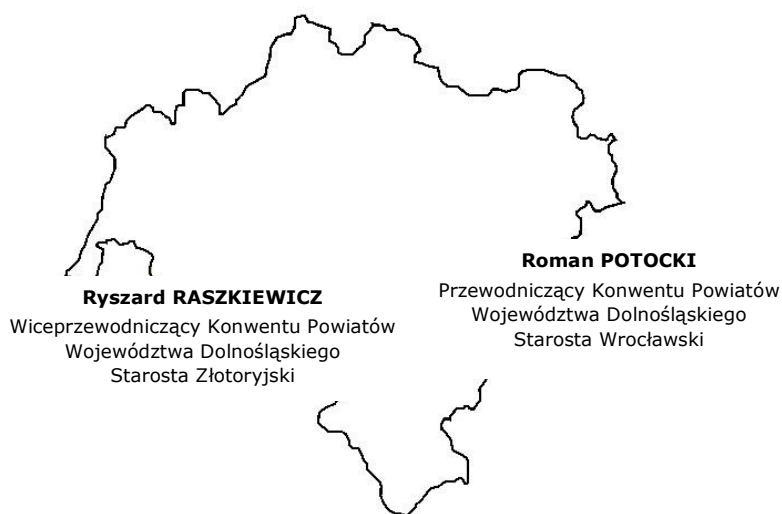 Ryszard RASZKIEWICZ
Wiceprzewodniczący Konwentu Powiatów
Województwa Dolnośląskiego
Starosta Złotoryjski
Roman POTOCKI
Przewodniczący Konwentu Powiatów
Województwa Dolnośląskiego
Starosta Wrocławski